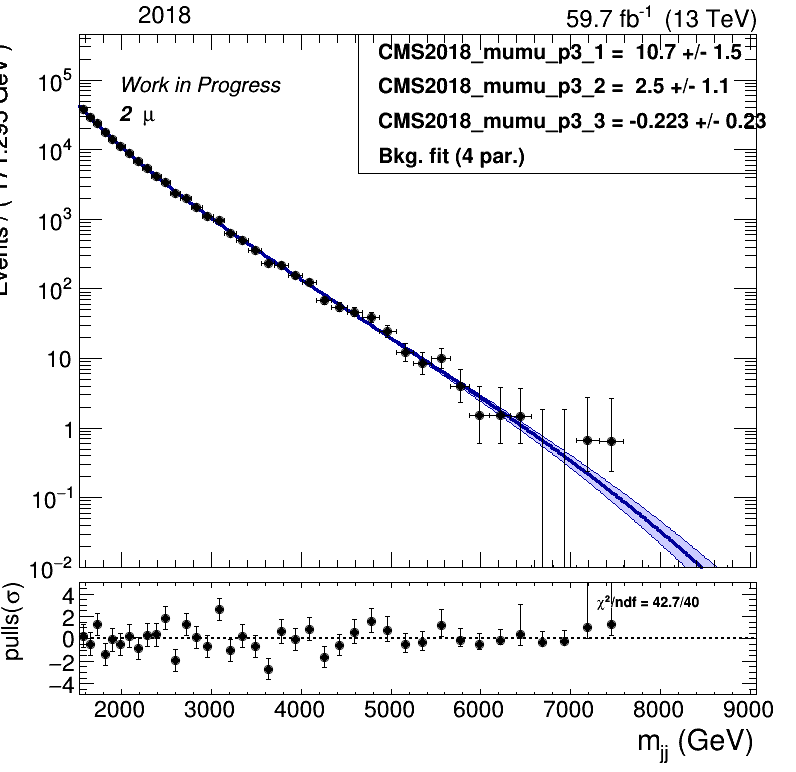 2018
59.7 fb⁻¹ (13 TeV)
CMS2018_mumu_p3_1 = 10.7 +/- 1.5
CMS2018_mumu_p3_2 = 2.5 +/- 1.1
CMS2018_mumu_p3_3 = -0.223 +/- 0.23
Bkg. fit (4 par.)
Work in Progress
2 μ
10⁵
10⁴
10³
10²
10
1
10⁻¹
10⁻²
χ²/ndf = 42.7/40
pulls(σ)
4
2
0
−2
−4
2000 3000 4000 5000 6000 7000 8000 9000
m_jj (GeV)